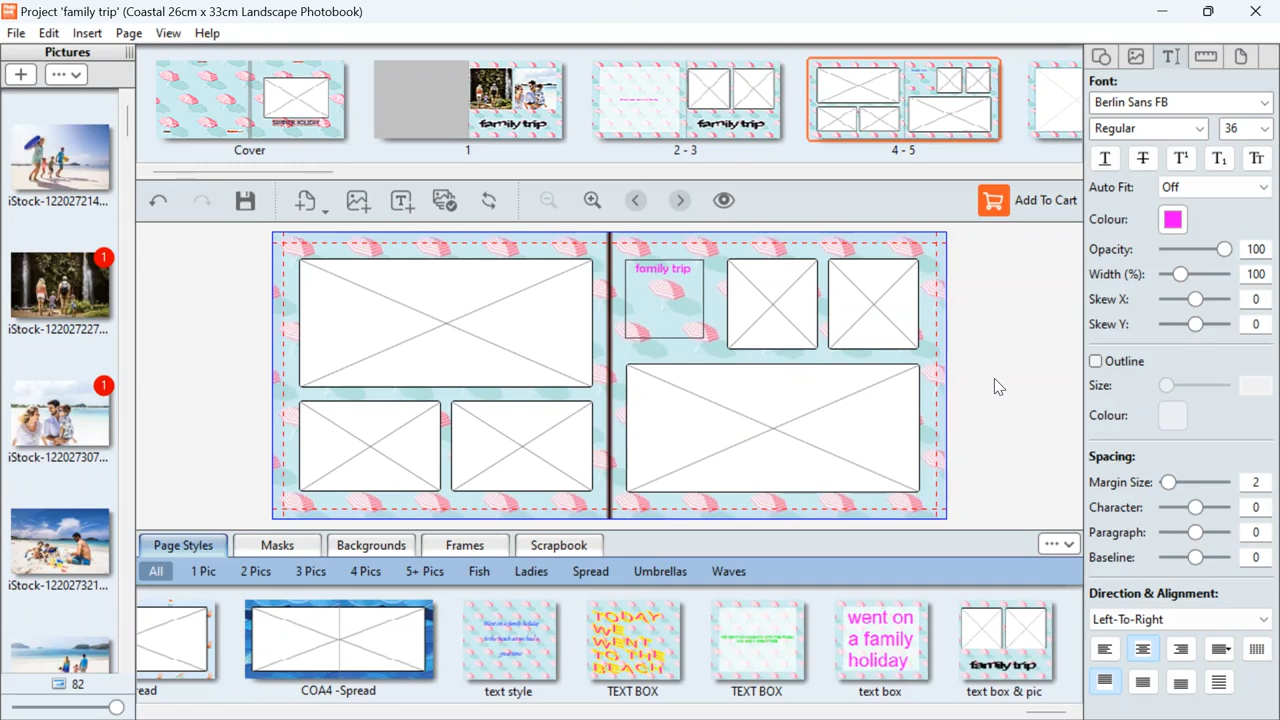 Project 'family trip' (Coastal 26cm x 33cm Landscape Photobook)
File Edit Insert Page View Help
Pictures
iStock-122027214...
1
iStock-122027227...
1
iStock-122027307...
iStock-122027321...
82
SUMMER HOLIDAY
family trip
family trip
Cover
1
2 - 3
4 - 5
Add To Cart
family trip
Page Styles Masks Backgrounds Frames Scrapbook
All 1 Pic 2 Pics 3 Pics 4 Pics 5+ Pics Fish Ladies Spread Umbrellas Waves
TODAY
WE
WENT
TO THE
BEACH
went on
a family
holiday
family trip
read
COA4 -Spread
text style
TEXT BOX
TEXT BOX
text box
text box & pic
Font:
Berlin Sans FB
Regular 36
Auto Fit: Off
Colour:
Opacity: 100
Width (%): 100
Skew X: 0
Skew Y: 0
Outline
Size:
Colour:
Spacing:
Margin Size: 2
Character: 0
Paragraph: 0
Baseline: 0
Direction & Alignment:
Left-To-Right